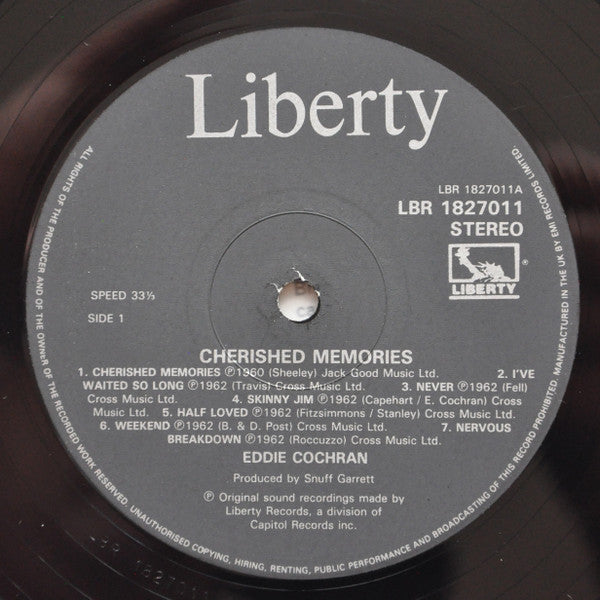 Liberty
LBR 1827011A
LBR 1827011
STEREO
LIBERTY ®
SPEED 33⅓
SIDE 1
CHERISHED MEMORIES
1. CHERISHED MEMORIES ℗1960 (Sheeley) Jack Good Music Ltd. 2. I'VE
WAITED SO LONG ℗1962 (Travis) Cross Music Ltd. 3. NEVER ℗1962 (Fell)
Cross Music Ltd. 4. SKINNY JIM ℗1962 (Capehart / E. Cochran) Cross
Music Ltd. 5. HALF LOVED ℗1962 (Fitzsimmons / Stanley) Cross Music Ltd.
6. WEEKEND ℗1962 (B. & D. Post) Cross Music Ltd. 7. NERVOUS
BREAKDOWN ℗1962 (Roccuzzo) Cross Music Ltd.
EDDIE COCHRAN
Produced by Snuff Garrett
℗ Original sound recordings made by
Liberty Records, a division of
Capitol Records inc.
ALL RIGHTS OF THE PRODUCER AND OF THE OWNER OF THE RECORDED WORK RESERVED. UNAUTHORISED COPYING, HIRING, RENTING, PUBLIC PERFORMANCE AND BROADCASTING OF THIS RECORD PROHIBITED. MANUFACTURED IN THE UK BY EMI RECORDS LIMITED.